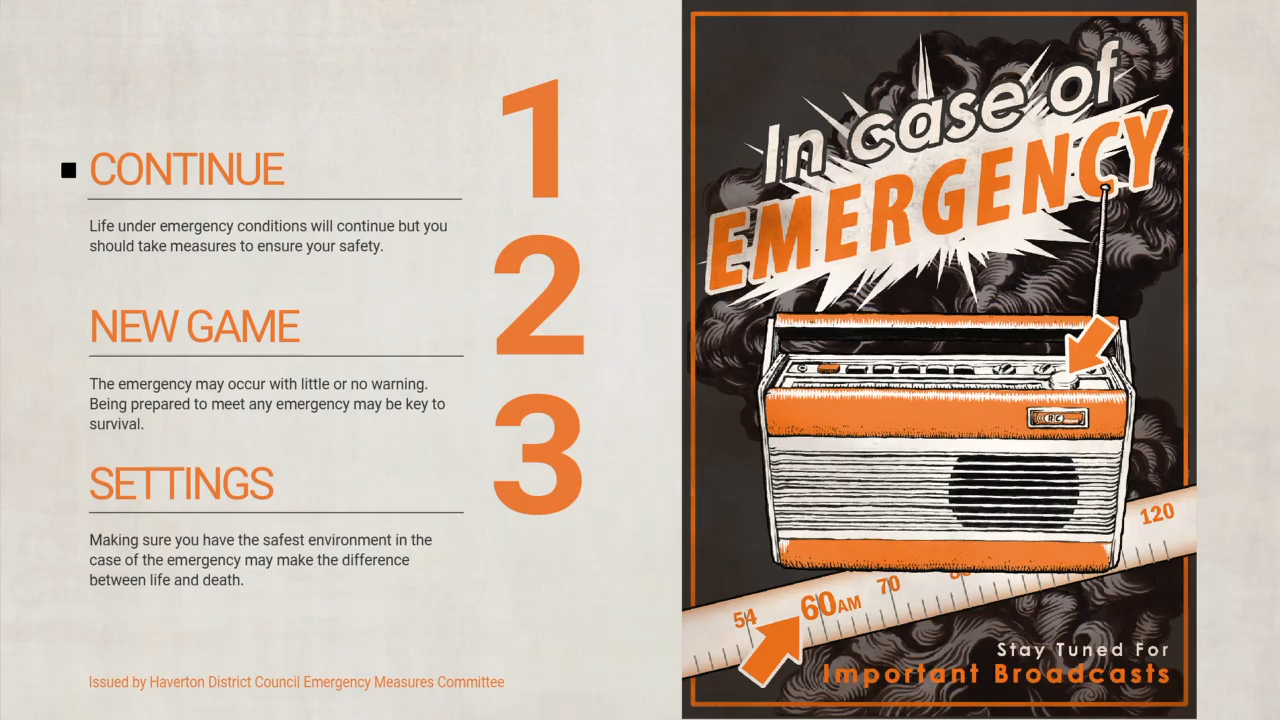 CONTINUE
1
Life under emergency conditions will continue but you
should take measures to ensure your safety.
NEW GAME
2
The emergency may occur with little or no warning.
Being prepared to meet any emergency may be key to
survival.
SETTINGS
3
Making sure you have the safest environment in the
case of the emergency may make the difference
between life and death.
Issued by Haverton District Council Emergency Measures Committee
In case of
EMERGENCY
54 60AM 70 120
Stay Tuned For
Important Broadcasts